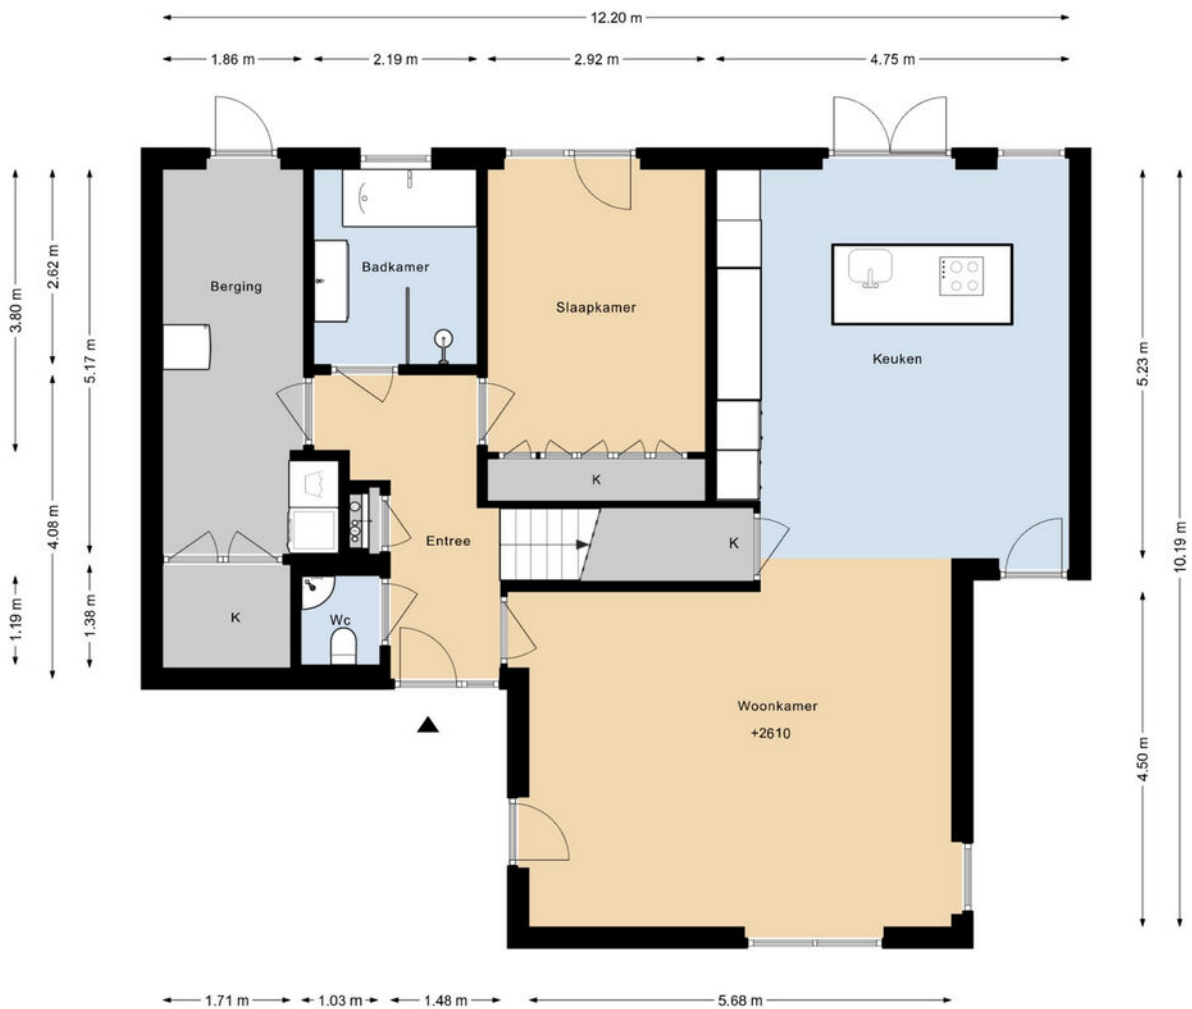 12.20 m
1.86 m
2.19 m
2.92 m
4.75 m
3.80 m
2.62 m
5.17 m
4.08 m
1.19 m
1.38 m
Berging
Badkamer
Slaapkamer
Keuken
5.23 m
10.19 m
4.50 m
K
Entree
K
K
Wc
Woonkamer
+2610
1.71 m
1.03 m
1.48 m
5.68 m